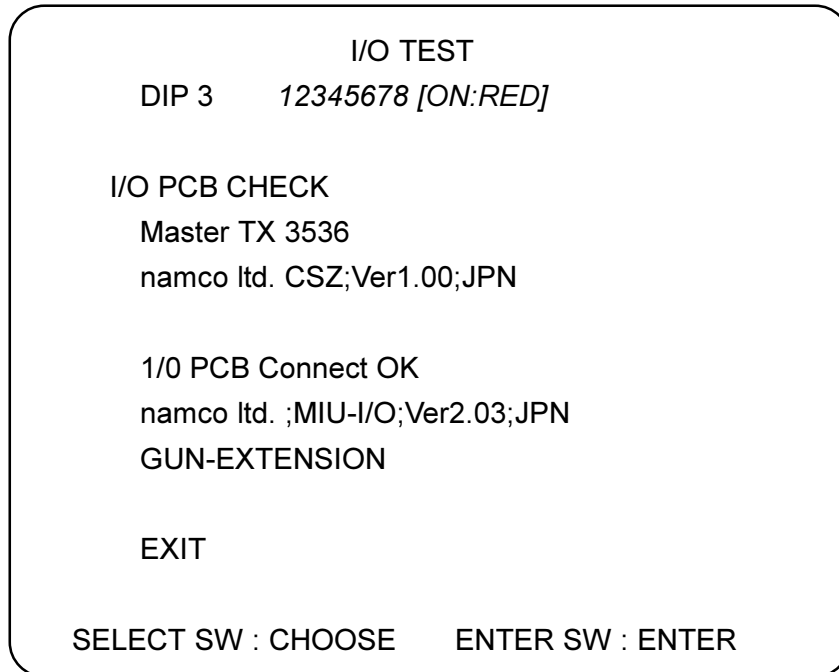 I/O TEST
DIP 3 12345678 [ON:RED]
I/O PCB CHECK
Master TX 3536
namco ltd. CSZ;Ver1.00;JPN
1/0 PCB Connect OK
namco ltd. ;MIU-I/O;Ver2.03;JPN
GUN-EXTENSION
EXIT
SELECT SW : CHOOSE ENTER SW : ENTER